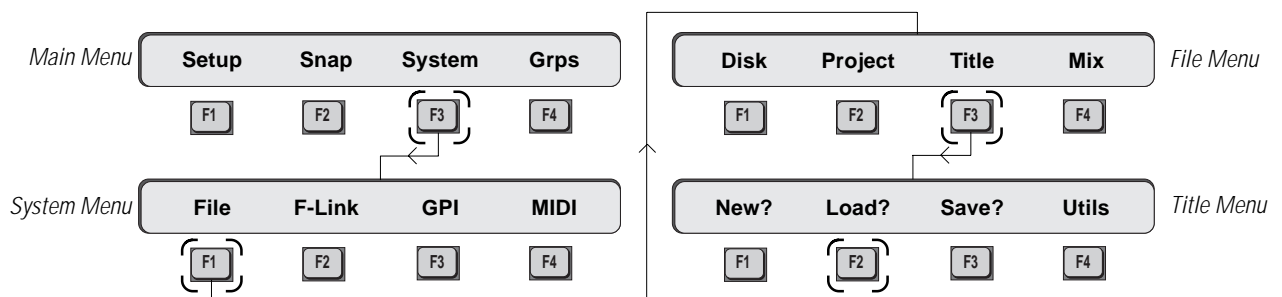 Main Menu
Setup Snap System Grps
F1 F2 F3 F4
System Menu
File F-Link GPI MIDI
F1 F2 F3 F4
Disk Project Title Mix
File Menu
F1 F2 F3 F4
New? Load? Save? Utils
Title Menu
F1 F2 F3 F4